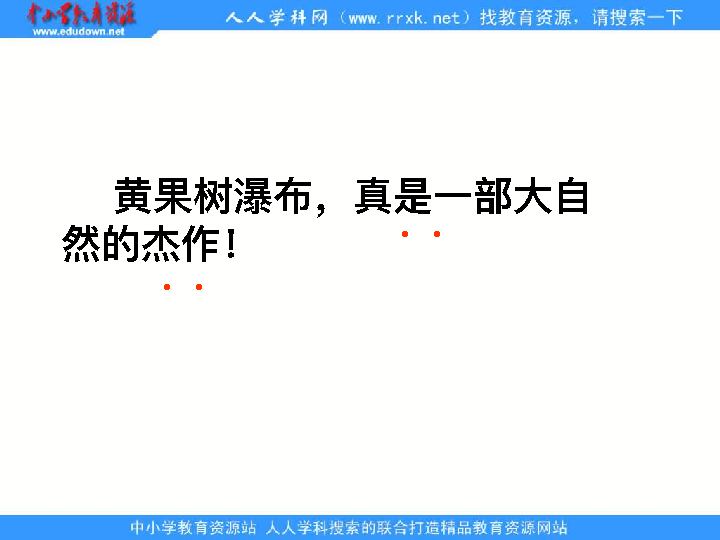 中小学教育资源
www.edudown.net
人人学科网（www.rrxk.net）找教育资源，请搜索一下
黄果树瀑布，真是一部大自
然的杰作！
中小学教育资源站 人人学科搜索的联合打造精品教育资源网站